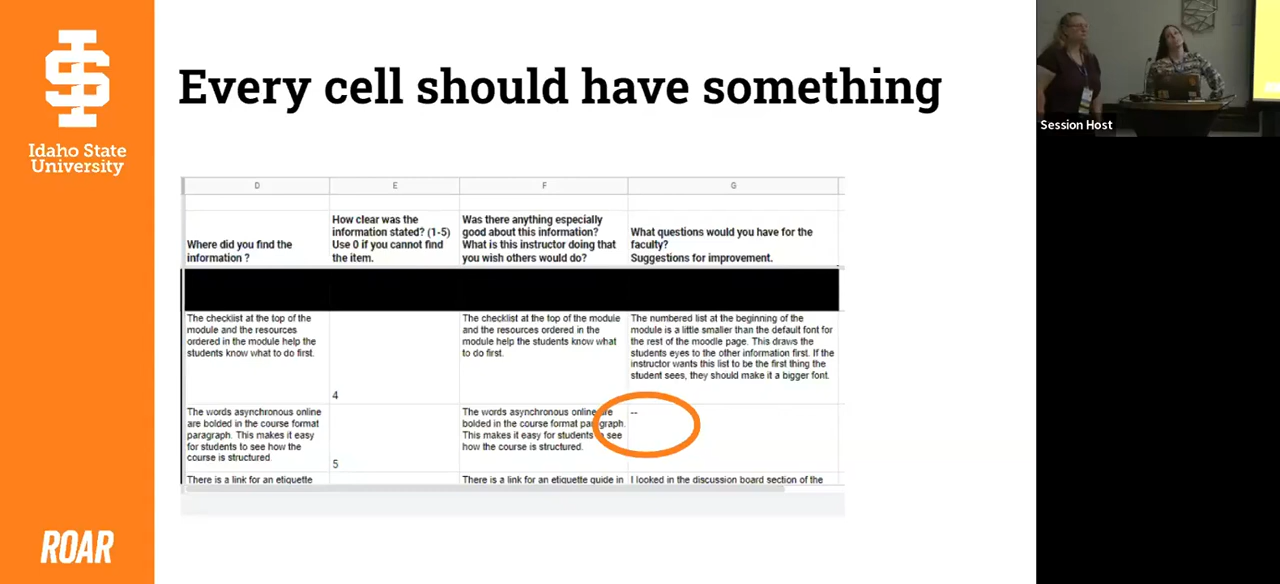 Idaho State
University
ROAR
Every cell should have something
D
E
F
G
Where did you find the
information ?
How clear was the
information stated? (1-5)
Use 0 if you cannot find
the item.
Was there anything especially
good about this information?
What is this instructor doing that
you wish others would do?
What questions would you have for the
faculty?
Suggestions for improvement.
The checklist at the top of the
module and the resources
ordered in the module help the
students know what to do first.
4
The checklist at the top of the module
and the resources ordered in the
module help the students know what
to do first.
The numbered list at the beginning of the
module is a little smaller than the default font for
the rest of the moodle page. This draws the
students eyes to the other information first. If the
instructor wants this list to be the first thing the
student sees, they should make it a bigger font.
The words asynchronous online
are bolded in the course format
paragraph. This makes it easy
for students to see how the
course is structured.
5
The words asynchronous online are
bolded in the course format paragraph.
This makes it easy for students to see
how the course is structured.
--
There is a link for an etiquette
There is a link for an etiquette guide in
I looked in the discussion board section of the
Session Host